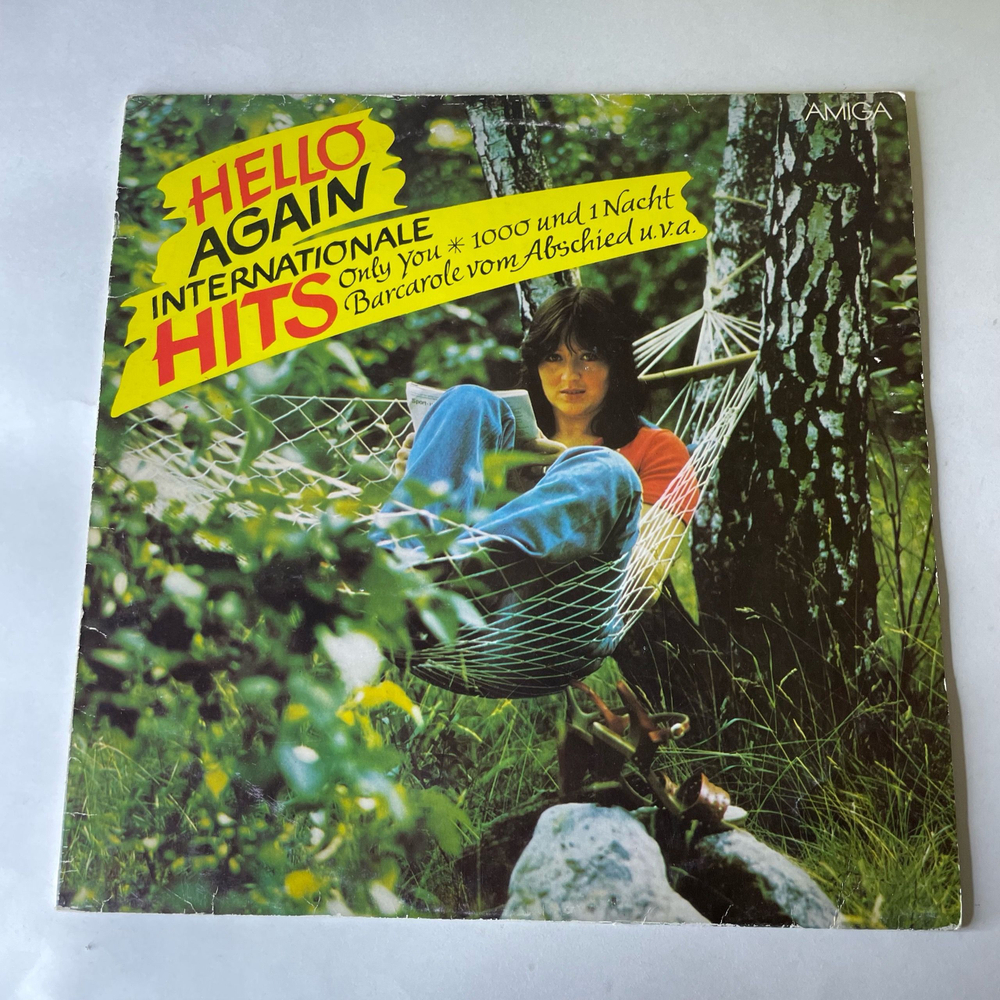 AMIGA
HELLO
AGAIN
INTERNATIONALE
HITS
Only You * 1000 und 1 Nacht
Barcarole vom Abschied u.v.a.